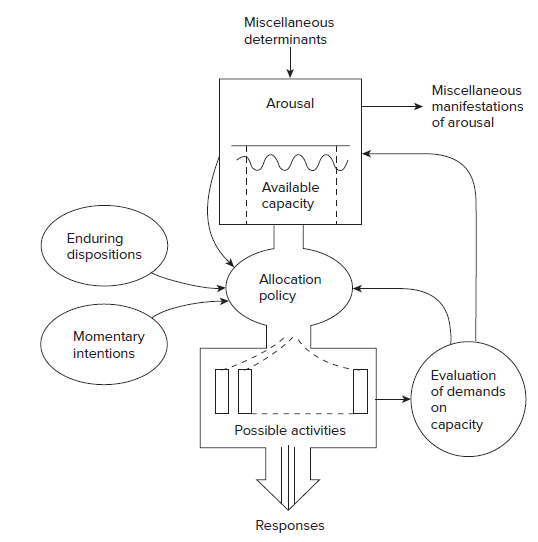 Miscellaneous
determinants
Arousal
Miscellaneous
manifestations
of arousal
Available
capacity
Enduring
dispositions
Allocation
policy
Momentary
intentions
Evaluation
of demands
on
capacity
Possible activities
Responses